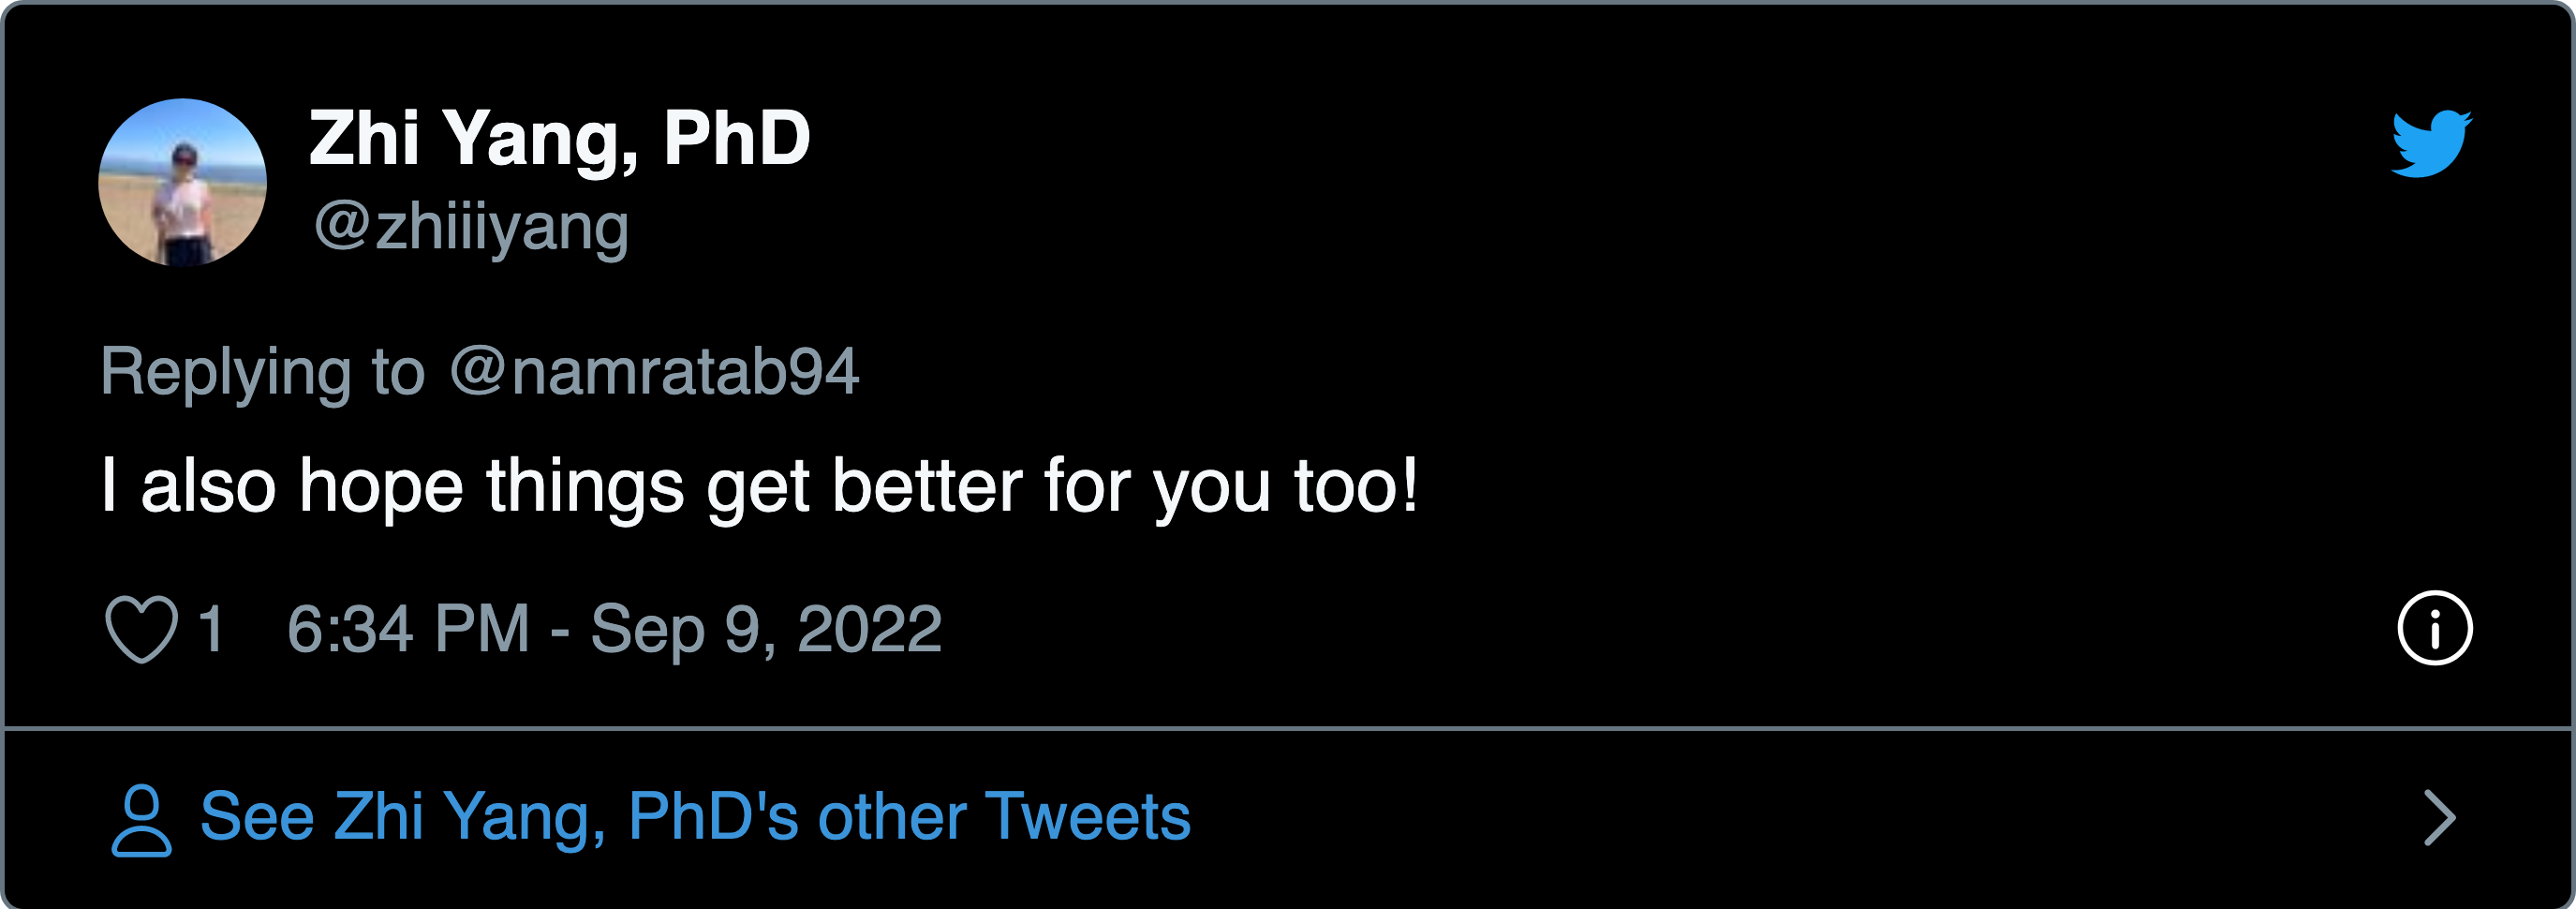 Zhi Yang, PhD
@zhiiiyang
Replying to @namratab94
I also hope things get better for you too!
1 6:34 PM - Sep 9, 2022
See Zhi Yang, PhD's other Tweets